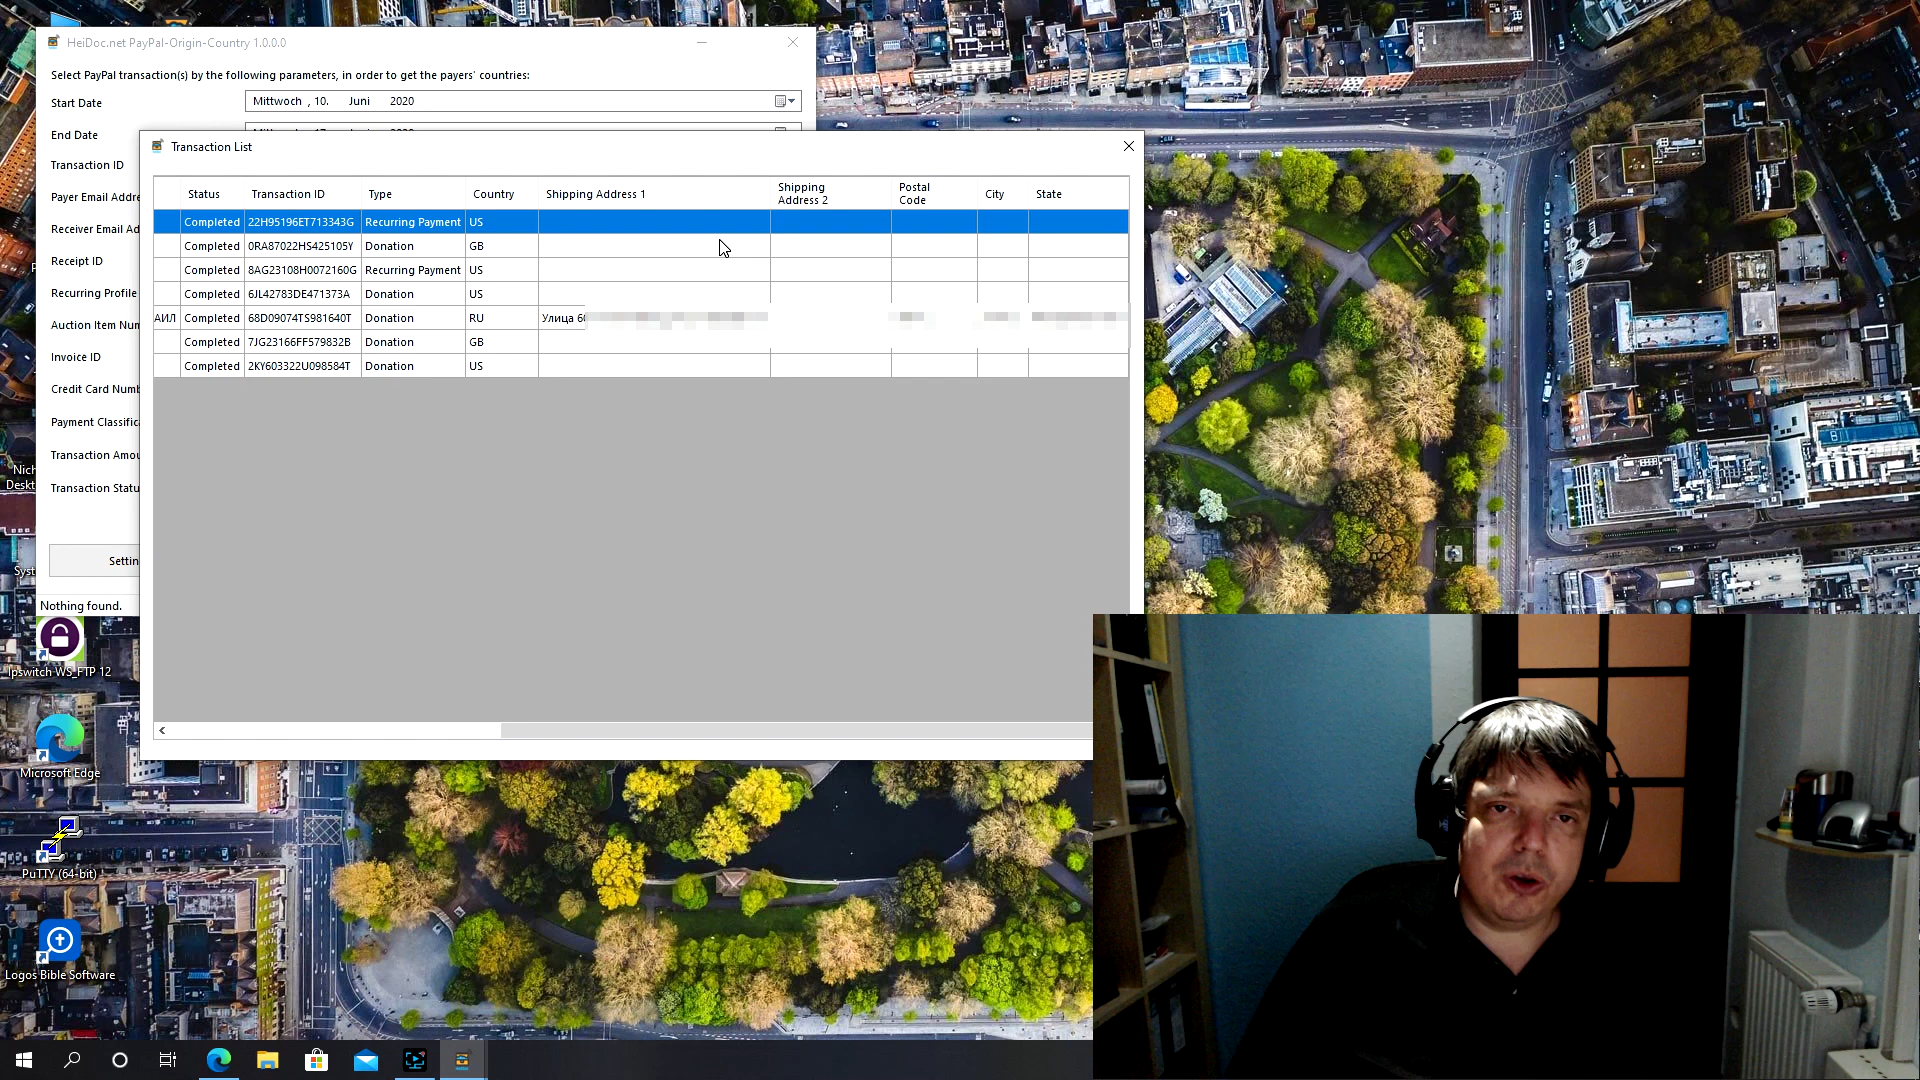 HeiDoc.net PayPal-Origin-Country 1.0.0.0
Select PayPal transaction(s) by the following parameters, in order to get the payers' countries:
Start Date
Mittwoch , 10. Juni 2020
End Date
Transaction ID
Payer Email Addre
Receiver Email Ad
Receipt ID
Recurring Profile
Auction Item Num
Invoice ID
Credit Card Numb
Payment Classifica
Transaction Amou
Transaction Statu
Settin
Nothing found.
Transaction List
Status Transaction ID Type Country Shipping Address 1 Shipping Address 2 Postal Code City State
Completed 22H95196ET713343G Recurring Payment US
Completed 0RA87022HS425105Y Donation GB
Completed 8AG23108H0072160G Recurring Payment US
Completed 6JL42783DE471373A Donation US
АИЛ Completed 68D09074TS981640T Donation RU Улица
Completed 7JG23166FF579832B Donation GB
Completed 2KY603322U098584T Donation US
Nich
Deskt
Syst
Ipswitch WS_FTP 12
Microsoft Edge
PuTTY (64-bit)
Logos Bible Software